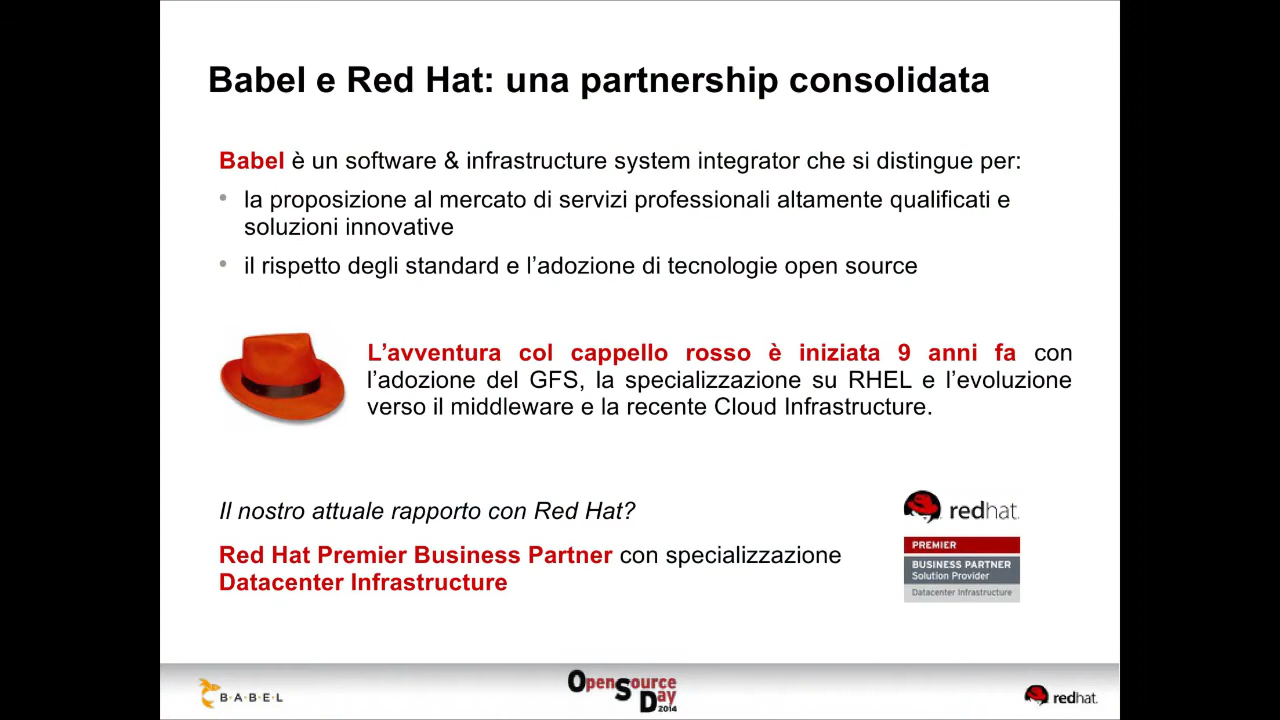 Babel e Red Hat: una partnership consolidata
Babel è un software & infrastructure system integrator che si distingue per:
• la proposizione al mercato di servizi professionali altamente qualificati e
soluzioni innovative
• il rispetto degli standard e l’adozione di tecnologie open source
L’avventura col cappello rosso è iniziata 9 anni fa con
l’adozione del GFS, la specializzazione su RHEL e l’evoluzione
verso il middleware e la recente Cloud Infrastructure.
Il nostro attuale rapporto con Red Hat?
Red Hat Premier Business Partner con specializzazione
Datacenter Infrastructure
redhat.
PREMIER
BUSINESS PARTNER
Solution Provider
Datacenter Infrastructure
B·A·B·E·L
OpenSource
Day
2014
redhat.